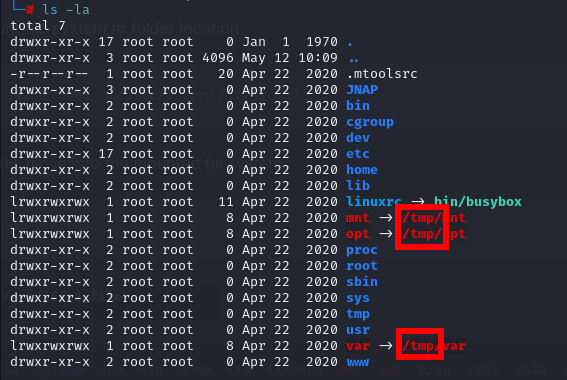 # ls -la
total 7
drwxr-xr-x 17 root root 0 Jan 1 1970 .
drwxr-xr-x 3 root root 4096 May 12 10:09 ..
-r--r--r-- 1 root root 20 Apr 22 2020 .mtoolsrc
drwxr-xr-x 3 root root 0 Apr 22 2020 JNAP
drwxr-xr-x 2 root root 0 Apr 22 2020 bin
drwxr-xr-x 2 root root 0 Apr 22 2020 cgroup
drwxr-xr-x 2 root root 0 Apr 22 2020 dev
drwxr-xr-x 17 root root 0 Apr 22 2020 etc
drwxr-xr-x 2 root root 0 Apr 22 2020 home
drwxr-xr-x 2 root root 0 Apr 22 2020 lib
lrwxrwxrwx 1 root root 11 Apr 22 2020 linuxrc → bin/busybox
lrwxrwxrwx 1 root root 8 Apr 22 2020 mnt → /tmp/mnt
lrwxrwxrwx 1 root root 8 Apr 22 2020 opt → /tmp/opt
drwxr-xr-x 2 root root 0 Apr 22 2020 proc
drwxr-xr-x 2 root root 0 Apr 22 2020 root
drwxr-xr-x 2 root root 0 Apr 22 2020 sbin
drwxr-xr-x 2 root root 0 Apr 22 2020 sys
drwxr-xr-x 2 root root 0 Apr 22 2020 tmp
drwxr-xr-x 2 root root 0 Apr 22 2020 usr
lrwxrwxrwx 1 root root 8 Apr 22 2020 var → /tmp/var
drwxr-xr-x 2 root root 0 Apr 22 2020 www